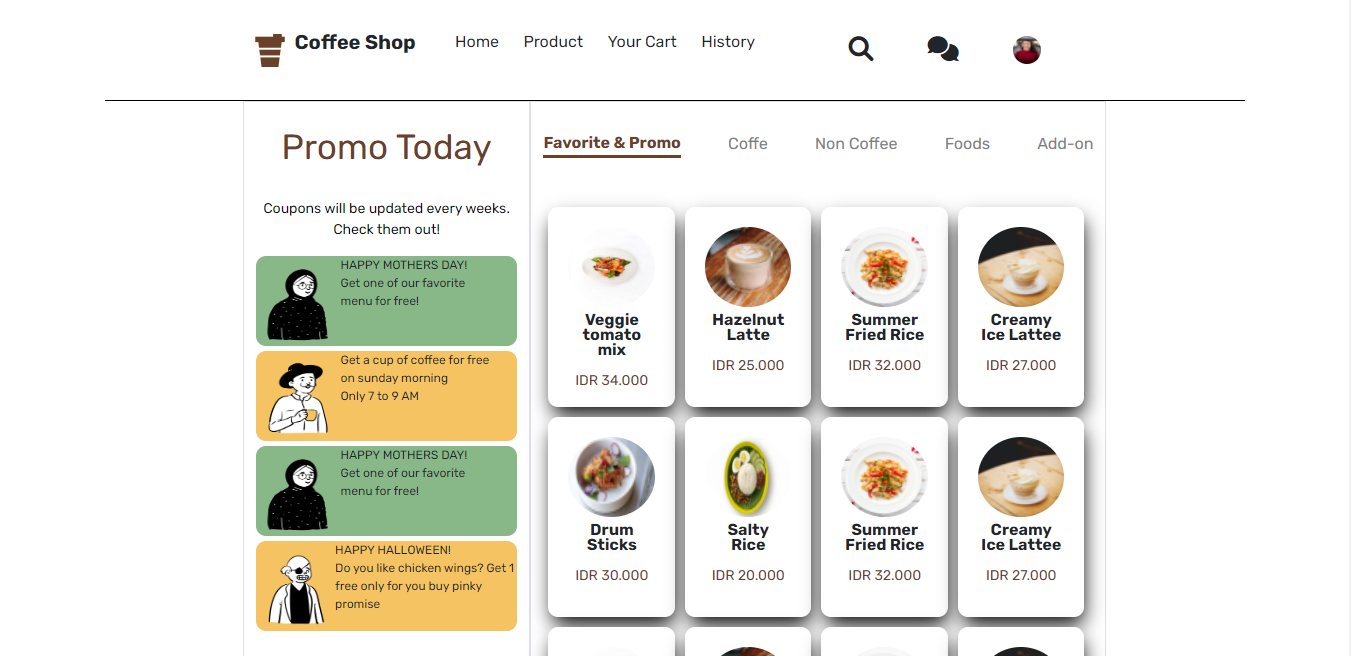 Coffee Shop
Home
Product
Your Cart
History
Promo Today
Coupons will be updated every weeks.
Check them out!
HAPPY MOTHERS DAY!
Get one of our favorite
menu for free!
Get a cup of coffee for free
on sunday morning
Only 7 to 9 AM
HAPPY MOTHERS DAY!
Get one of our favorite
menu for free!
HAPPY HALLOWEEN!
Do you like chicken wings? Get 1
free only for you buy pinky
promise
Favorite & Promo
Coffe
Non Coffee
Foods
Add-on
Veggie
tomato
mix
IDR 34.000
Hazelnut
Latte
IDR 25.000
Summer
Fried Rice
IDR 32.000
Creamy
Ice Lattee
IDR 27.000
Drum
Sticks
IDR 30.000
Salty
Rice
IDR 20.000
Summer
Fried Rice
IDR 32.000
Creamy
Ice Lattee
IDR 27.000